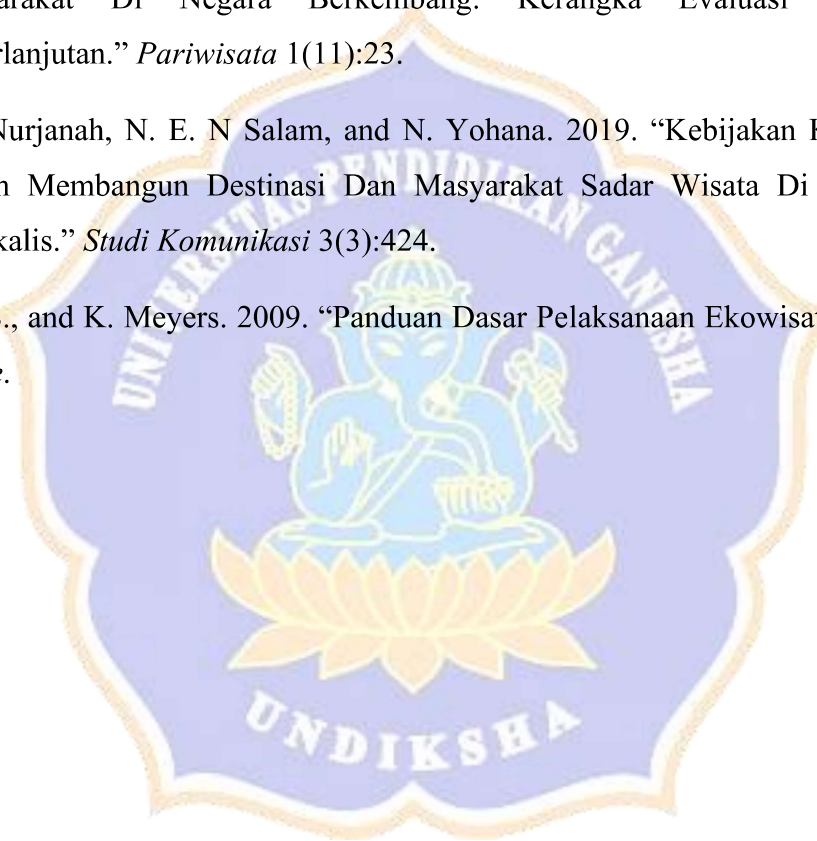 arakat Di Negara Berkembang: Kerangka Evaluasi
rlanjutan.” Pariwisata 1(11):23.
Nurjanah, N. E. N Salam, and N. Yohana. 2019. “Kebijakan
n Membangun Destinasi Dan Masyarakat Sadar Wisata Di
kalis.” Studi Komunikasi 3(3):424.
., and K. Meyers. 2009. “Panduan Dasar Pelaksanaan Ekowisat
UNIVERSITAS PENDIDIKAN GANESHA
UNDIKSHA